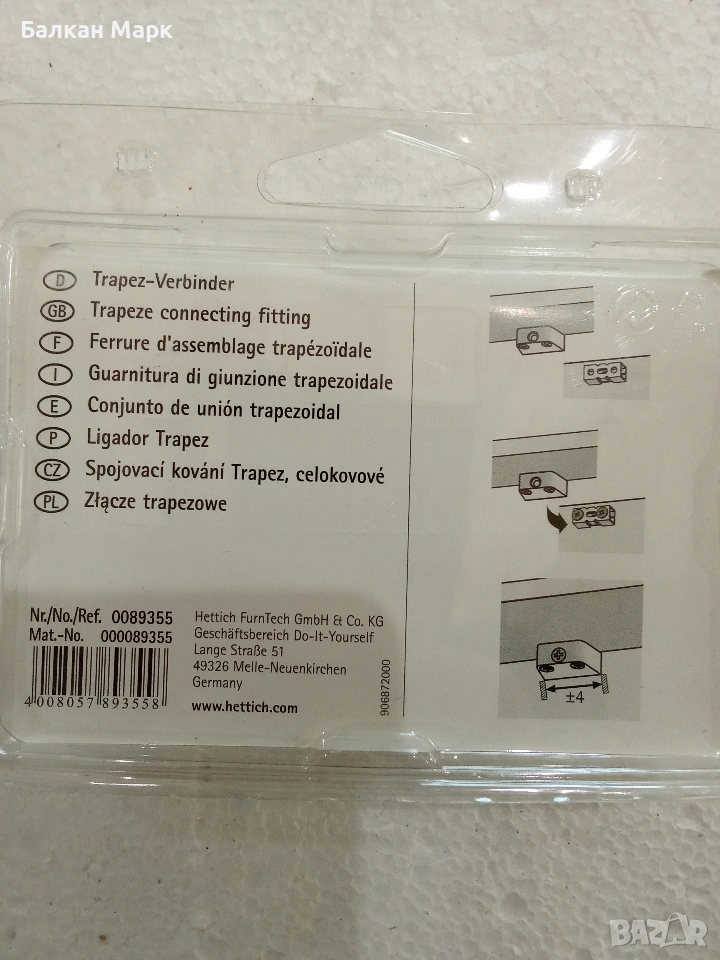 Балкан Марк
D Trapez-Verbinder
GB Trapeze connecting fitting
F Ferrure d'assemblage trapézoïdale
I Guarnitura di giunzione trapezoidale
E Conjunto de unión trapezoidal
P Ligador Trapez
CZ Spojovací kování Trapez, celokovové
PL Złącze trapezowe
Nr./No./Ref. 0089355
Mat.-No. 000089355
4 008057 893558
Hettich FurnTech GmbH & Co. KG
Geschäftsbereich Do-It-Yourself
Lange Straße 51
49326 Melle-Neuenkirchen
Germany
www.hettich.com
906872000
±4
BAZAR